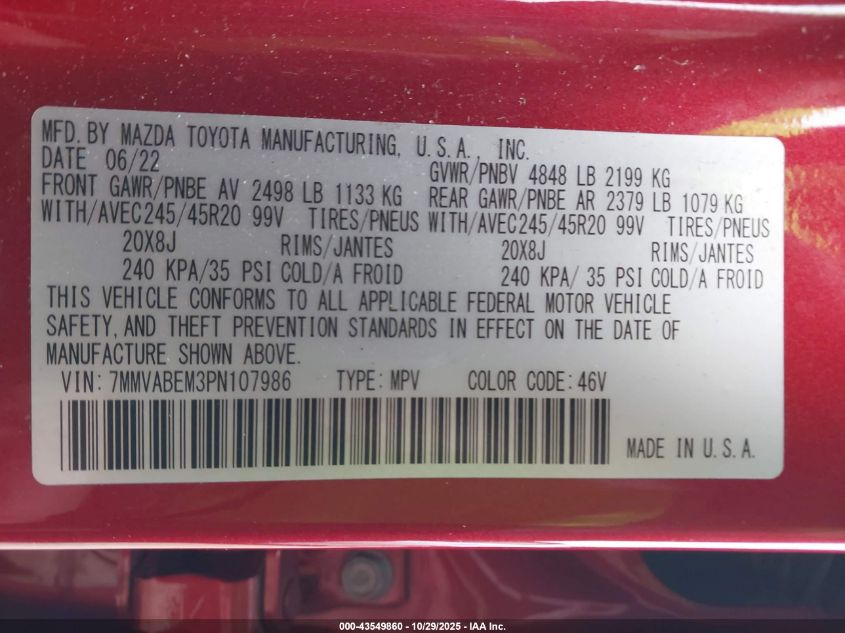 MFD. BY MAZDA TOYOTA MANUFACTURING, U.S.A. INC.
DATE 06/22 GVWR/PNBV 4848 LB 2199 KG
FRONT GAWR/PNBE AV 2498 LB 1133 KG REAR GAWR/PNBE AR 2379 LB 1079 KG
WITH/AVEC245/45R20 99V TIRES/PNEUS WITH/AVEC245/45R20 99V TIRES/PNEUS
20X8J RIMS/JANTES 20X8J RIMS/JANTES
240 KPA/35 PSI COLD/A FROID 240 KPA/ 35 PSI COLD/A FROID
THIS VEHICLE CONFORMS TO ALL APPLICABLE FEDERAL MOTOR VEHICLE
SAFETY, AND THEFT PREVENTION STANDARDS IN EFFECT ON THE DATE OF
MANUFACTURE SHOWN ABOVE.
VIN: 7MMVABEM3PN107986 TYPE: MPV COLOR CODE: 46V
MADE IN U.S.A.
000-43549860 - 10/29/2025 - IAA Inc.